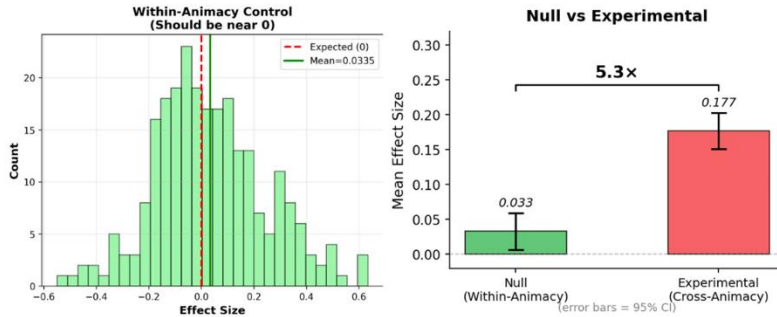 Within-Animacy Control
(Should be near 0)
Expected (0)
Mean=0.0335
Count
20
15
10
5
0
−0.6
−0.4
−0.2
0.0
0.2
0.4
0.6
Effect Size
Null vs Experimental
5.3×
0.033
0.177
Mean Effect Size
0.30
0.25
0.20
0.15
0.10
0.05
0.00
Null
(Within-Animacy)
Experimental
(Cross-Animacy)
(error bars = 95% CI)